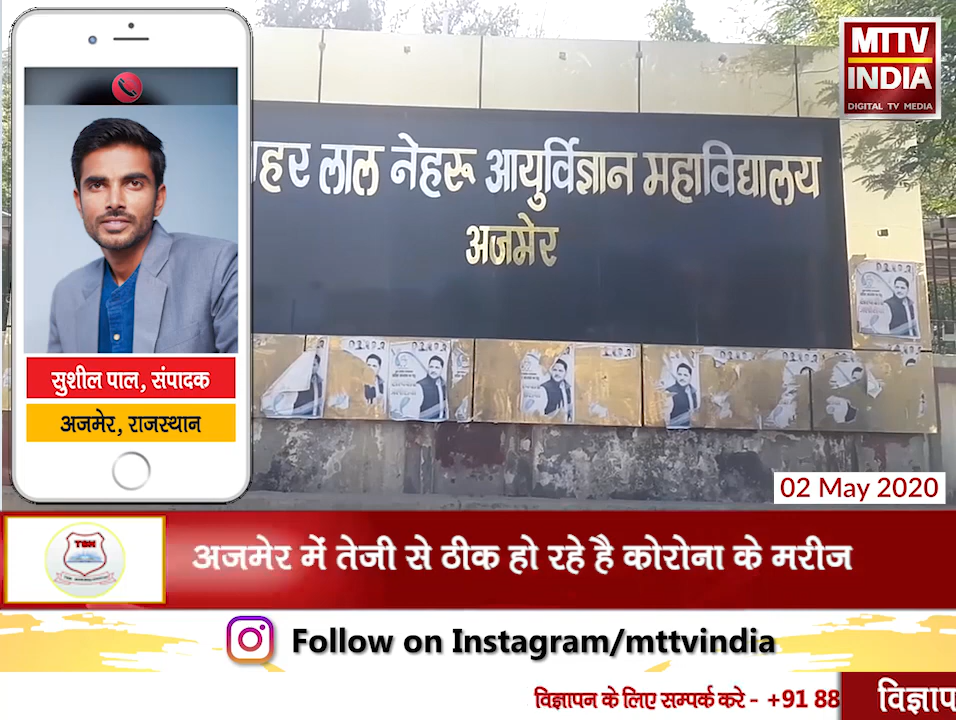 MTTV
INDIA
DIGITAL TV MEDIA
हर लाल नेहरू आयुर्विज्ञान महाविद्यालय
अजमेर
सुशील पाल, संपादक
अजमेर, राजस्थान
02 May 2020
TBN
अजमेर में तेजी से ठीक हो रहे है कोरोना के मरीज
Follow on Instagram/mttvindia
विज्ञापन के लिए सम्पर्क करे - +91 88
विज्ञाप